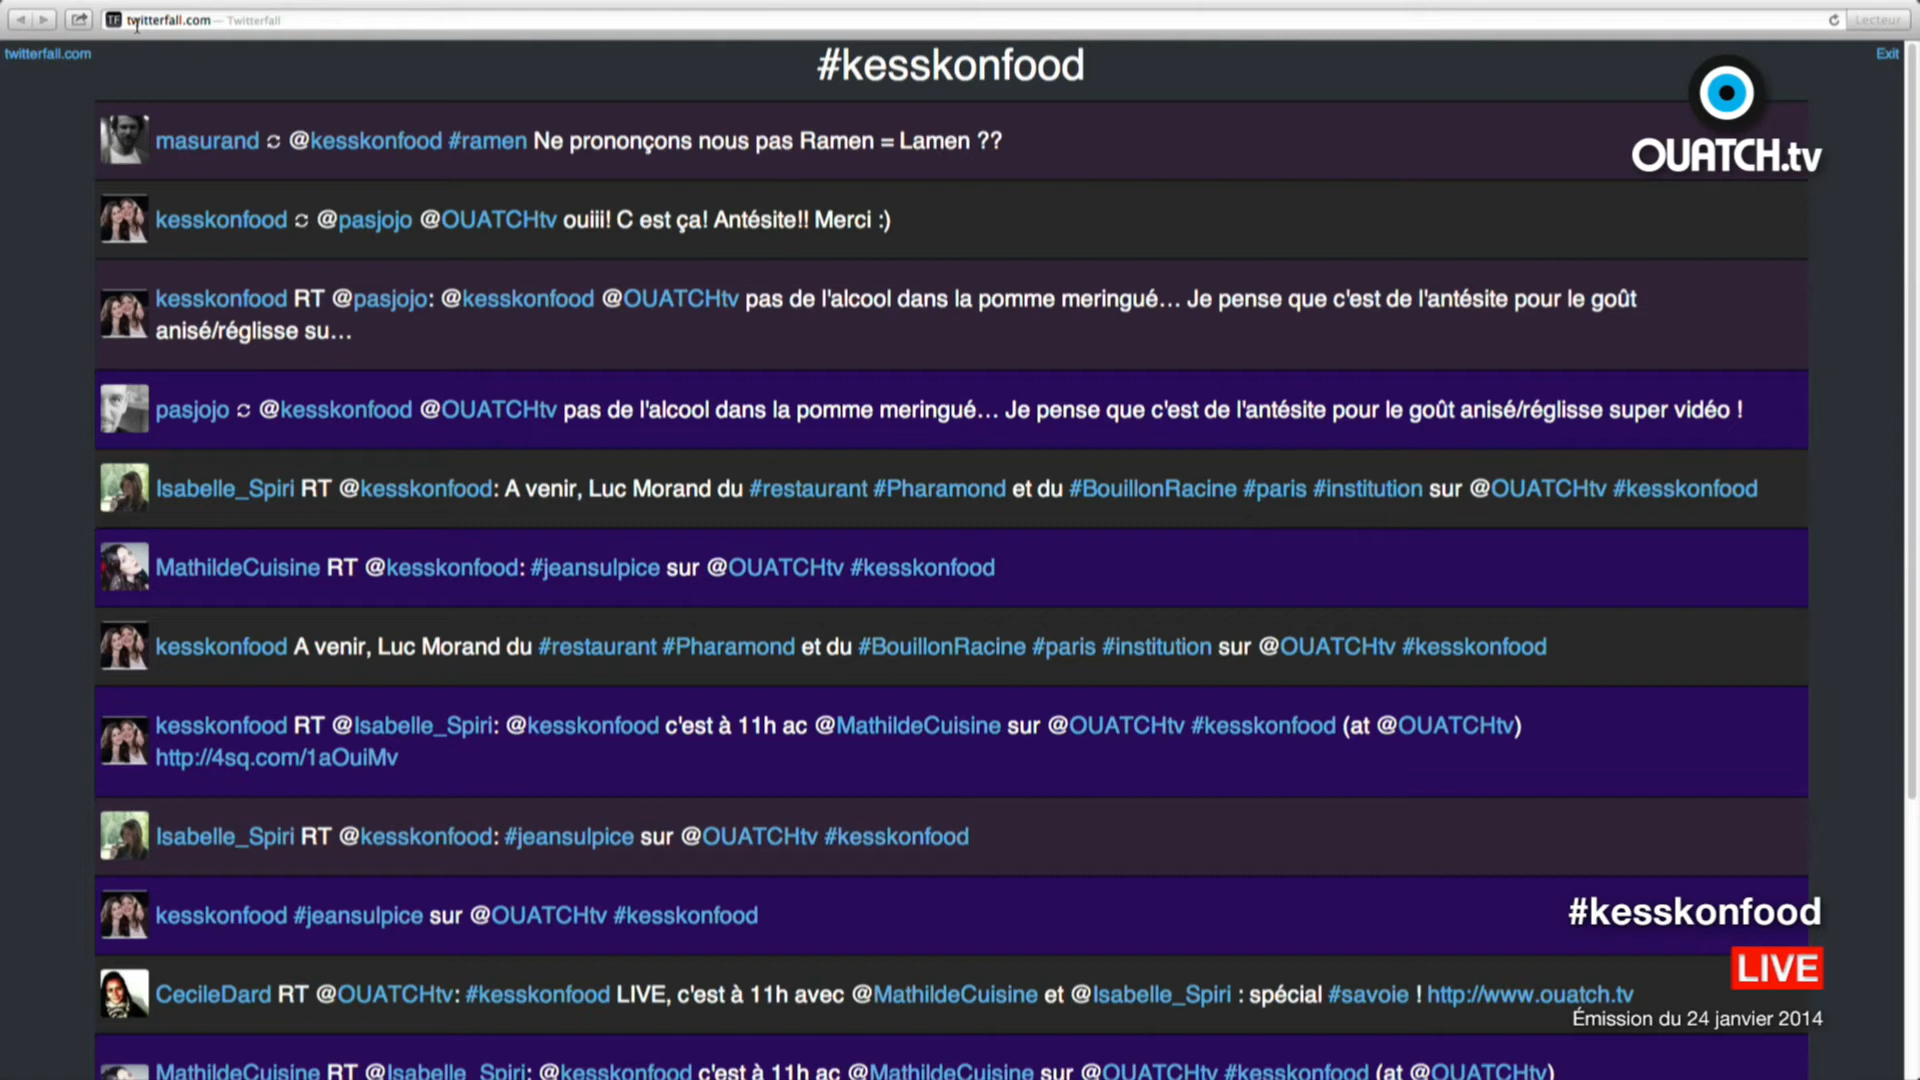 TF twitterfall.com — Twitterfall
Lecteur
twitterfall.com
#kesskonfood
Exit
OUATCH.tv
masurand @kesskonfood #ramen Ne prononçons nous pas Ramen = Lamen ??
kesskonfood @pasjojo @OUATCHtv ouiii! C est ça! Antésite!! Merci :)
kesskonfood RT @pasjojo: @kesskonfood @OUATCHtv pas de l'alcool dans la pomme meringué… Je pense que c'est de l'antésite pour le goût
anisé/réglisse su…
pasjojo @kesskonfood @OUATCHtv pas de l'alcool dans la pomme meringué… Je pense que c'est de l'antésite pour le goût anisé/réglisse super vidéo !
Isabelle_Spiri RT @kesskonfood: A venir, Luc Morand du #restaurant #Pharamond et du #BouillonRacine #paris #institution sur @OUATCHtv #kesskonfood
MathildeCuisine RT @kesskonfood: #jeansulpice sur @OUATCHtv #kesskonfood
kesskonfood A venir, Luc Morand du #restaurant #Pharamond et du #BouillonRacine #paris #institution sur @OUATCHtv #kesskonfood
kesskonfood RT @Isabelle_Spiri: @kesskonfood c'est à 11h ac @MathildeCuisine sur @OUATCHtv #kesskonfood (at @OUATCHtv)
http://4sq.com/1aOuiMv
Isabelle_Spiri RT @kesskonfood: #jeansulpice sur @OUATCHtv #kesskonfood
kesskonfood #jeansulpice sur @OUATCHtv #kesskonfood
#kesskonfood
LIVE
CecileDard RT @OUATCHtv: #kesskonfood LIVE, c'est à 11h avec @MathildeCuisine et @Isabelle_Spiri : spécial #savoie ! http://www.ouatch.tv
Émission du 24 janvier 2014
MathildeCuisine RT @Isabelle_Spiri: @kesskonfood c'est à 11h ac @MathildeCuisine sur @OUATCHtv #kesskonfood (at @OUATCHtv)